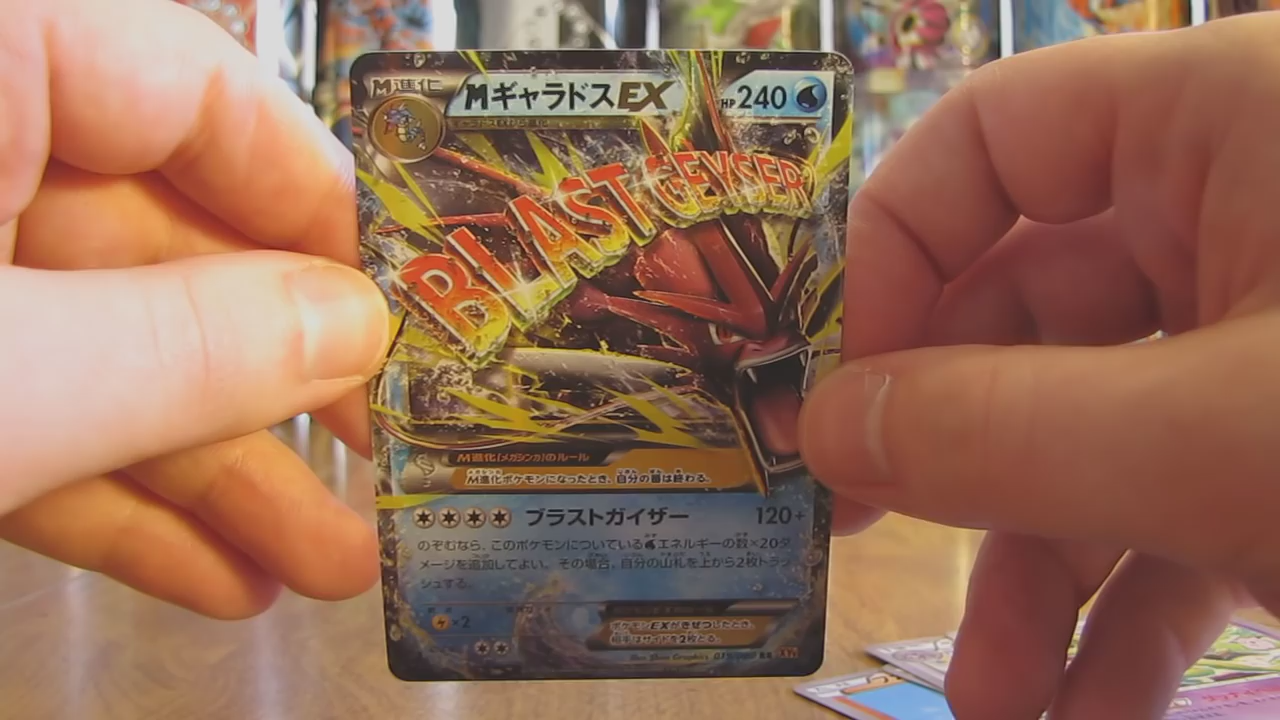 M進化
MギャラドスEX
HP 240
BLAST GEYSER
M進化[メガシンカ]のルール
M進化ポケモンになったとき、自分の番は終わる。
ブラストガイザー 120+
のぞむなら、このポケモンについているエネルギーの数×20ダ
メージを追加してよい。その場合、自分の山札を上から2枚トラッ
シュする。
×2
ポケモンEXがきぜつしたとき、
相手はサイドを2枚とる。